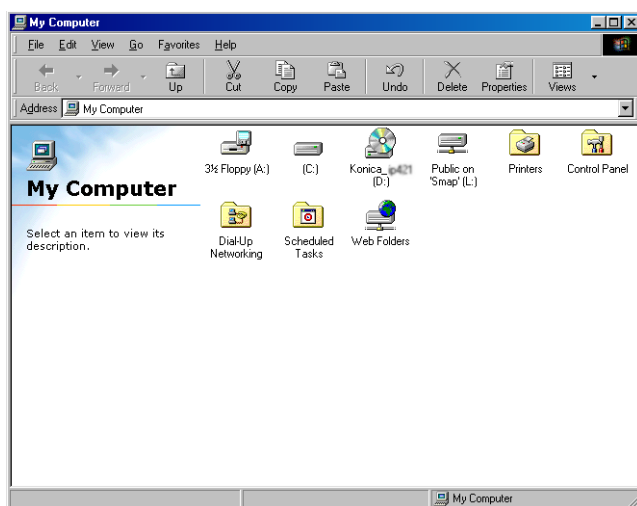 My Computer
File Edit View Go Favorites Help
Back Forward Up Cut Copy Paste Undo Delete Properties Views
Address My Computer
My Computer
Select an item to view its
description.
3½ Floppy (A:)
(C:)
Konica_
(D:)
Public on
'Smap' (L:)
Printers
Control Panel
Dial-Up
Networking
Scheduled
Tasks
Web Folders
My Computer